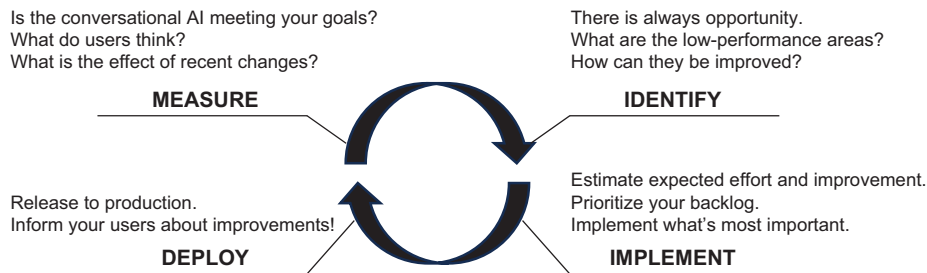 Is the conversational AI meeting your goals?
What do users think?
What is the effect of recent changes?
MEASURE
There is always opportunity.
What are the low-performance areas?
How can they be improved?
IDENTIFY
Release to production.
Inform your users about improvements!
DEPLOY
Estimate expected effort and improvement.
Prioritize your backlog.
Implement what’s most important.
IMPLEMENT